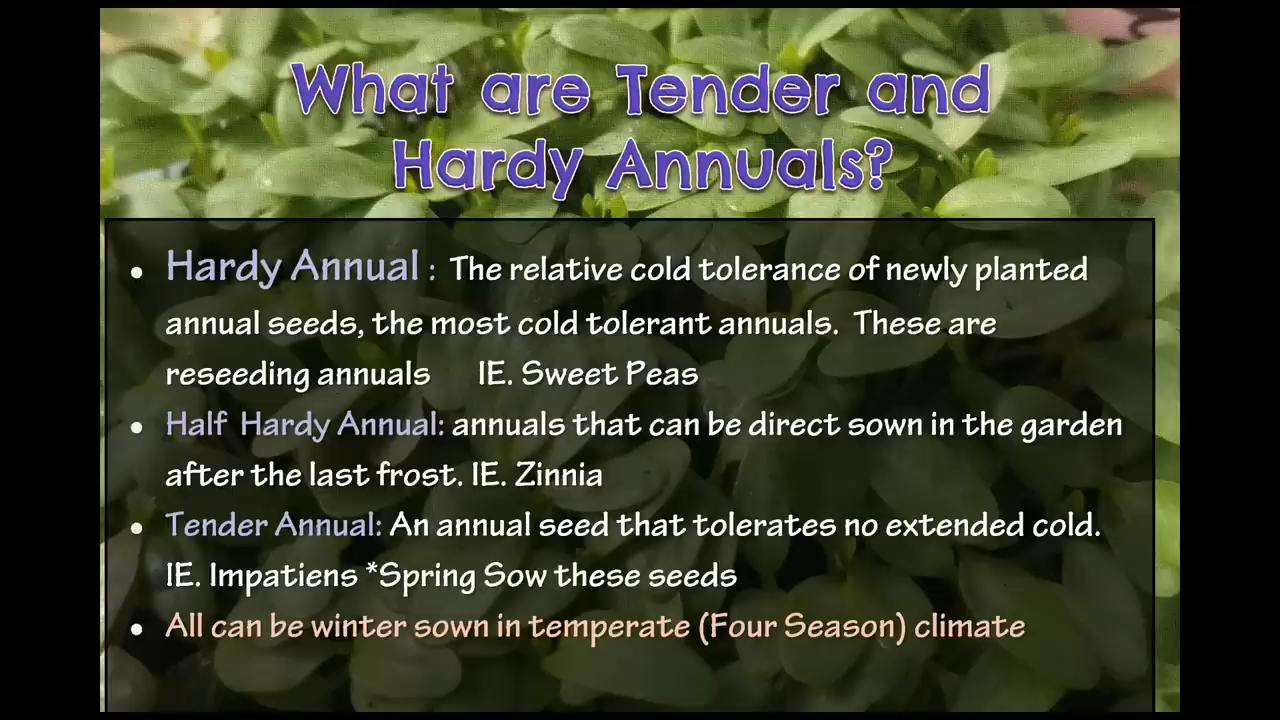 What are Tender and
Hardy Annuals?
• Hardy Annual : The relative cold tolerance of newly planted
annual seeds, the most cold tolerant annuals. These are
reseeding annuals IE. Sweet Peas
• Half Hardy Annual: annuals that can be direct sown in the garden
after the last frost. IE. Zinnia
• Tender Annual: An annual seed that tolerates no extended cold.
IE. Impatiens *Spring Sow these seeds
• All can be winter sown in temperate (Four Season) climate